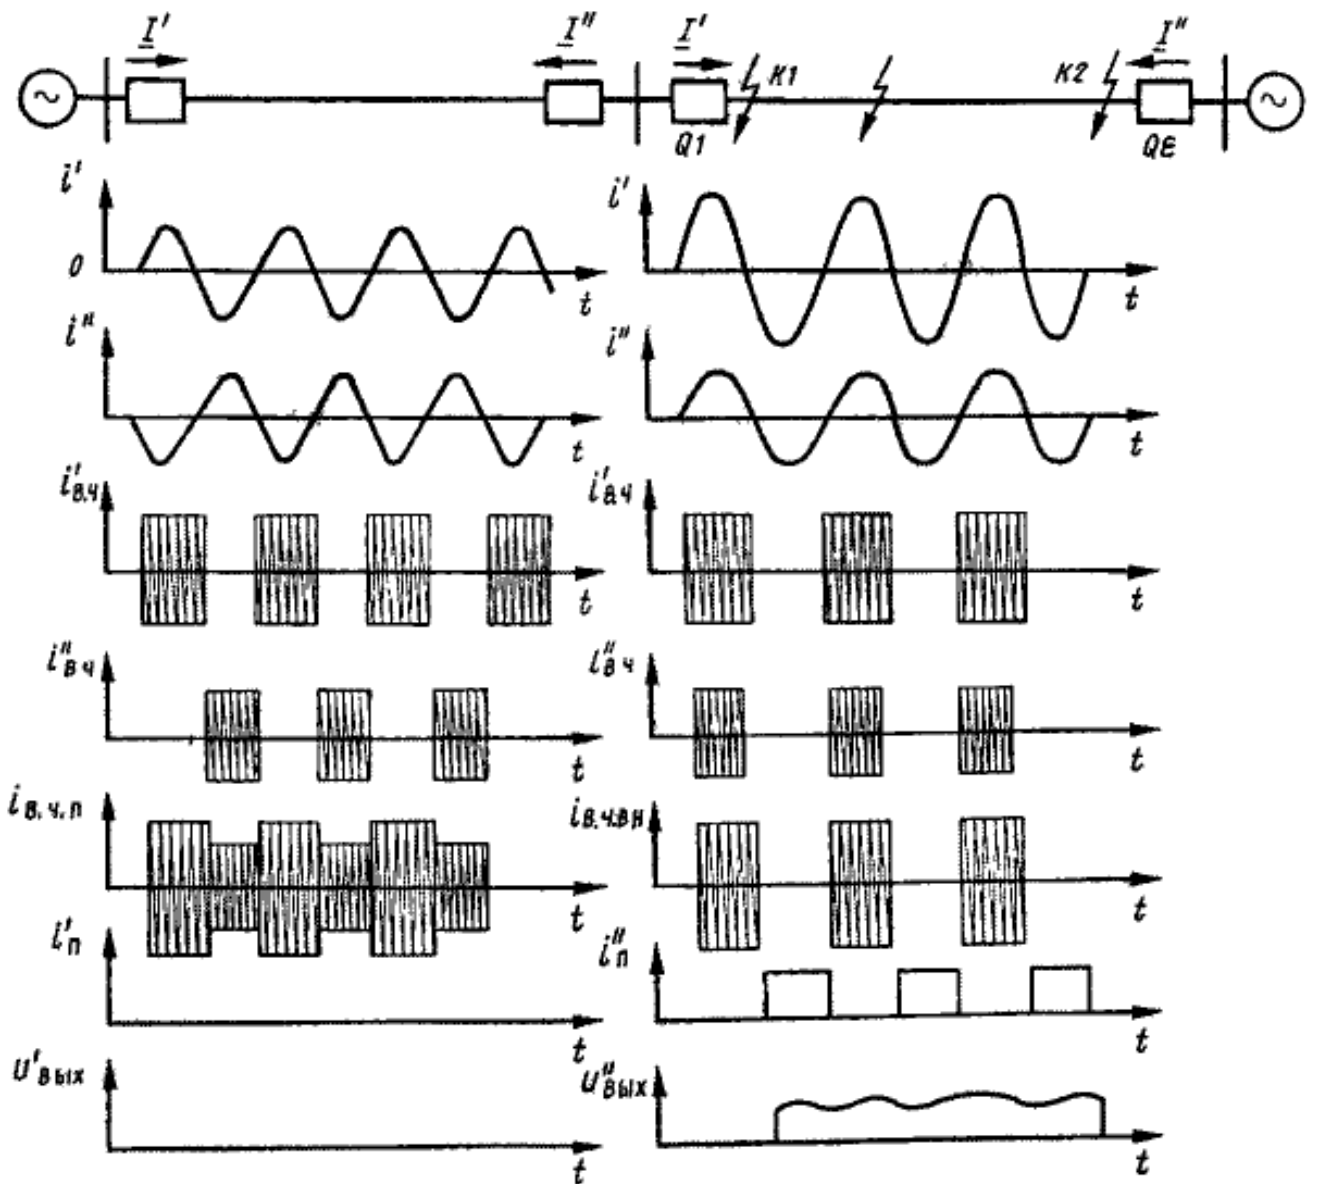 I' I'' I' I''
~ K1 K2 ~
Q1 QE
i' i'
0 t t
i'' i''
t t
i'в.ч i'в.ч
t t
i''в ч i''в ч
t t
iв.ч.п iв.ч.вн
t t
i'п i''п
t t
u'вых u''вых
t t